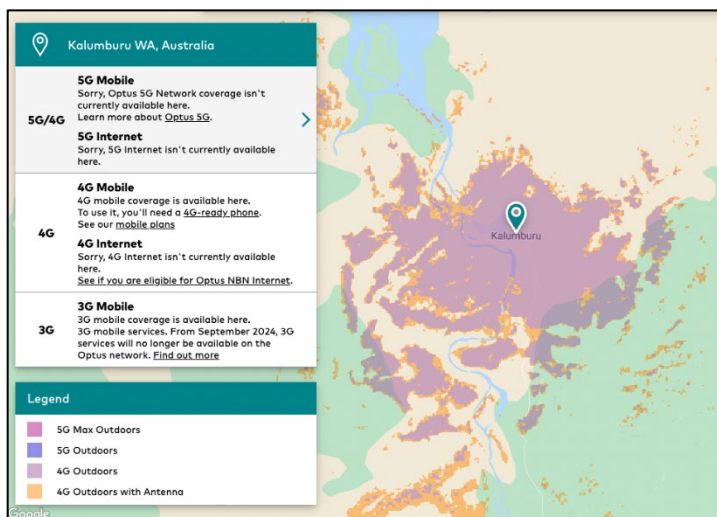 Kalumburu WA, Australia
5G/4G
5G Mobile
Sorry, Optus 5G Network coverage isn't
currently available here.
Learn more about Optus 5G.
5G Internet
Sorry, 5G Internet isn't currently available
here.
4G
4G Mobile
4G mobile coverage is available here.
To use it, you'll need a 4G-ready phone.
See our mobile plans
4G Internet
Sorry, 4G Internet isn't currently available
here.
See if you are eligible for Optus NBN Internet.
3G
3G Mobile
3G mobile coverage is available here.
3G mobile services. From September 2024, 3G
services will no longer be available on the
Optus network. Find out more
Legend
5G Max Outdoors
5G Outdoors
4G Outdoors
4G Outdoors with Antenna
Google
Kalumburu